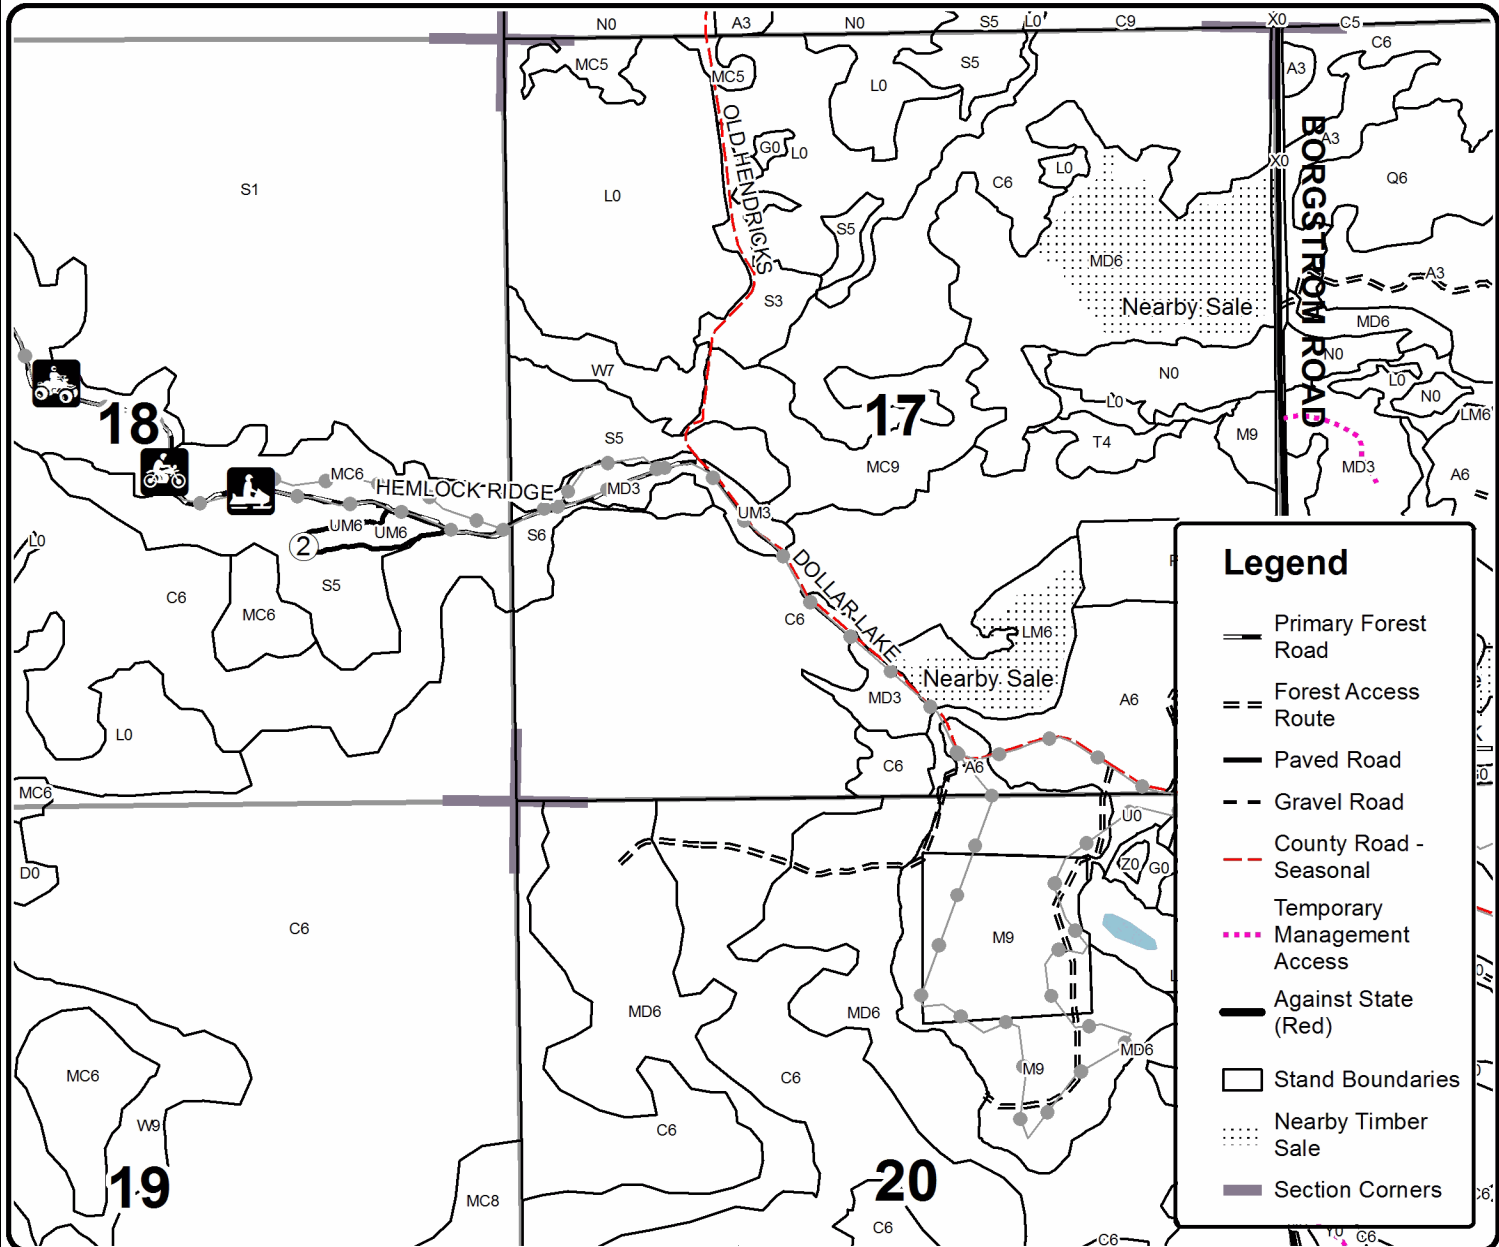 N0
A3
N0
S5
L0
C9
X0
C5
MC5
MC5
L0
S5
A3
C6
OLD HENDRICKS
G0
L0
A3
X0
S1
L0
C6
L0
Q6
BORGSTROM ROAD
S5
MD6
A3
S3
Nearby Sale
MD6
N0
W7
N0
L0
N0
L0
LM6
18
17
S5
T4
M9
MC9
MD3
A6
MC6
HEMLOCK RIDGE
MD3
UM3
UM6
UM6
S6
L0
2
DOLLAR LAKE
C6
S5
MC6
C6
LM6
Nearby Sale
MD3
A6
L0
C6
A6
MC6
U0
Z0
G0
D0
C6
M9
MD6
MD6
MD6
M9
MC6
C6
W9
C6
19
20
MC8
C6
C6
Y0
C6
Legend
Primary Forest
Road
Forest Access
Route
Paved Road
Gravel Road
County Road -
Seasonal
Temporary
Management
Access
Against State
(Red)
Stand Boundaries
Nearby Timber
Sale
Section Corners